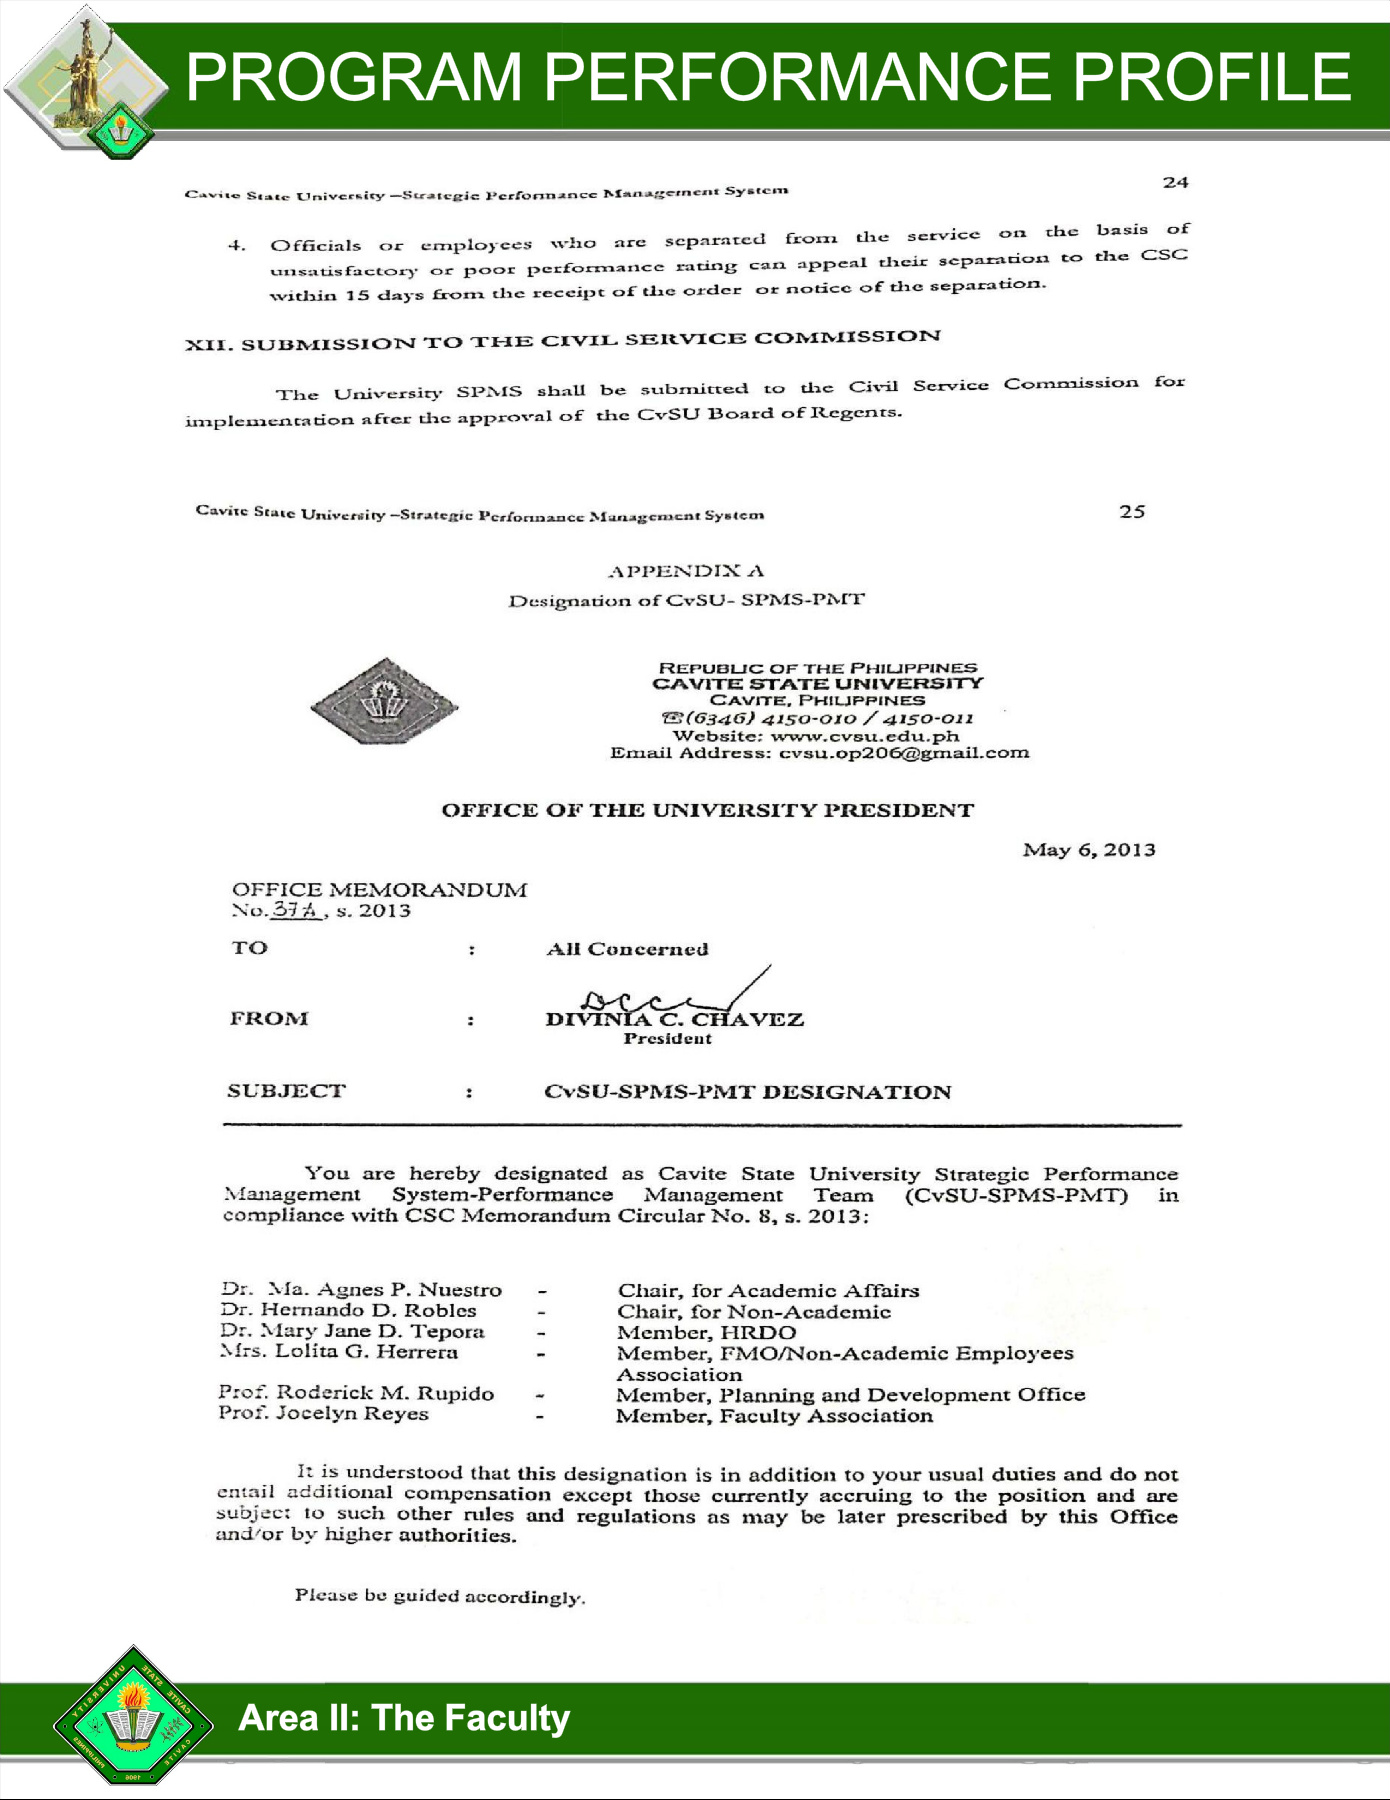 PROGRAM PERFORMANCE PROFILE
Cavite State University –Strategic Performance Management System 24
4. Officials or employees who are separated from the service on the basis of
unsatisfactory or poor performance rating can appeal their separation to the CSC
within 15 days from the receipt of the order or notice of the separation.
XII. SUBMISSION TO THE CIVIL SERVICE COMMISSION
The University SPMS shall be submitted to the Civil Service Commission for
implementation after the approval of the CvSU Board of Regents.
Cavite State University –Strategic Performance Management System 25
APPENDIX A
Designation of CvSU- SPMS-PMT
REPUBLIC OF THE PHILIPPINES
CAVITE STATE UNIVERSITY
CAVITE, PHILIPPINES
☏(6346) 4150-010 / 4150-011
Website: www.cvsu.edu.ph
Email Address: cvsu.op206@gmail.com
OFFICE OF THE UNIVERSITY PRESIDENT
May 6, 2013
OFFICE MEMORANDUM
No. 37A, s. 2013
TO : All Concerned
FROM : DIVINIA C. CHAVEZ
President
SUBJECT : CvSU-SPMS-PMT DESIGNATION
You are hereby designated as Cavite State University Strategic Performance
Management System-Performance Management Team (CvSU-SPMS-PMT) in
compliance with CSC Memorandum Circular No. 8, s. 2013:
Dr. Ma. Agnes P. Nuestro - Chair, for Academic Affairs
Dr. Hernando D. Robles - Chair, for Non-Academic
Dr. Mary Jane D. Tepora - Member, HRDO
Mrs. Lolita G. Herrera - Member, FMO/Non-Academic Employees
Association
Prof. Roderick M. Rupido - Member, Planning and Development Office
Prof. Jocelyn Reyes - Member, Faculty Association
It is understood that this designation is in addition to your usual duties and do not
entail additional compensation except those currently accruing to the position and are
subject to such other rules and regulations as may be later prescribed by this Office
and/or by higher authorities.
Please be guided accordingly.
CAVITE STATE UNIVERSITY
CAVITE
PHILIPPINES
1906
Area II: The Faculty